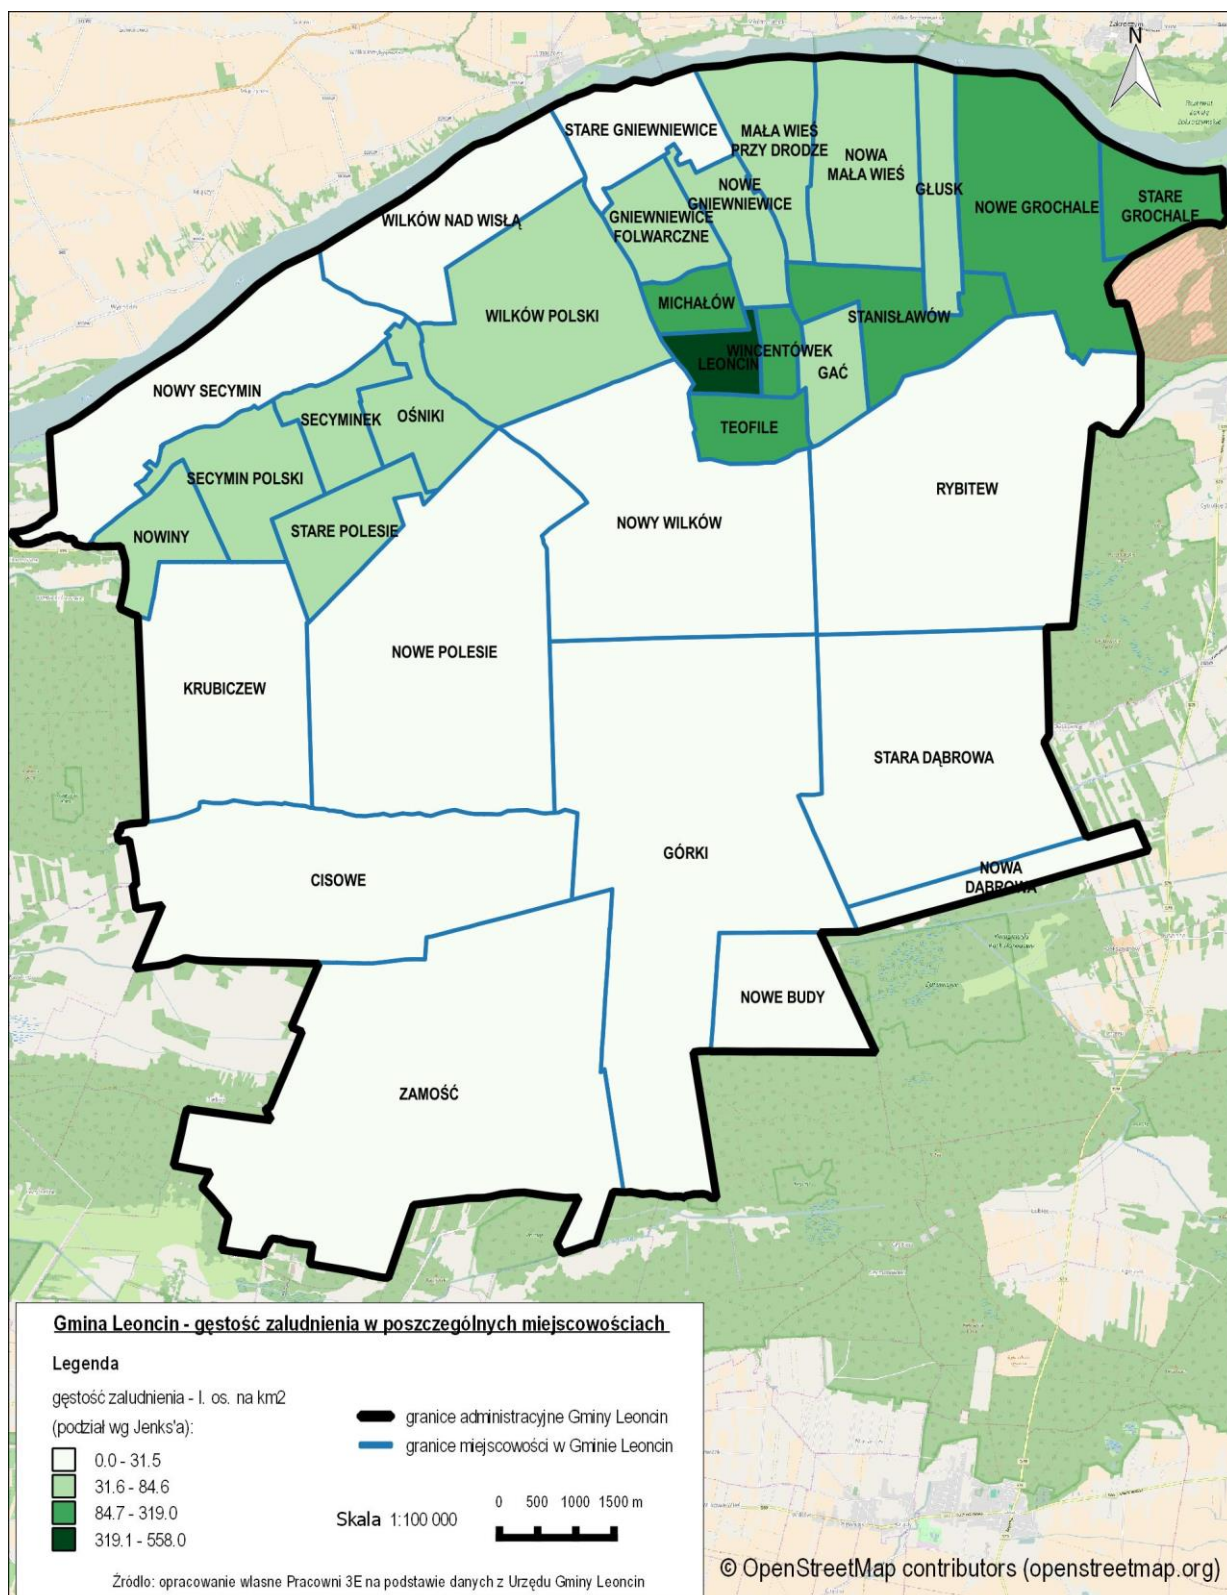 N
STARE GNIEWNIEWICE
MAŁA WIEŚ
PRZY DRODZE
NOWA
MAŁA WIEŚ
NOWE
GNIEWNIEWICE
GŁUSK
NOWE GROCHALE
STARE
GROCHALE
WILKÓW NAD WISŁĄ
GNIEWNIEWICE
FOLWARCZNE
MICHAŁÓW
WILKÓW POLSKI
STANISŁAWÓW
WINCENTÓWEK
LEONCIN
GAĆ
NOWY SECYMIN
SECYMINEK
OŚNIKI
TEOFILE
SECYMIN POLSKI
RYBITEW
NOWINY
STARE POLESIE
NOWY WILKÓW
NOWE POLESIE
KRUBICZEW
STARA DĄBROWA
GÓRKI
CISOWE
NOWA
DĄBROWA
NOWE BUDY
ZAMOŚĆ
Gmina Leoncin - gęstość zaludnienia w poszczególnych miejscowościach
Legenda
gęstość zaludnienia - l. os. na km2
(podział wg Jenks'a):
0.0 - 31.5
31.6 - 84.6
84.7 - 319.0
319.1 - 558.0
granice administracyjne Gminy Leoncin
granice miejscowości w Gminie Leoncin
Skala 1:100 000
0 500 1000 1500 m
Źródło: opracowanie własne Pracowni 3E na podstawie danych z Urzędu Gminy Leoncin
© OpenStreetMap contributors (openstreetmap.org)